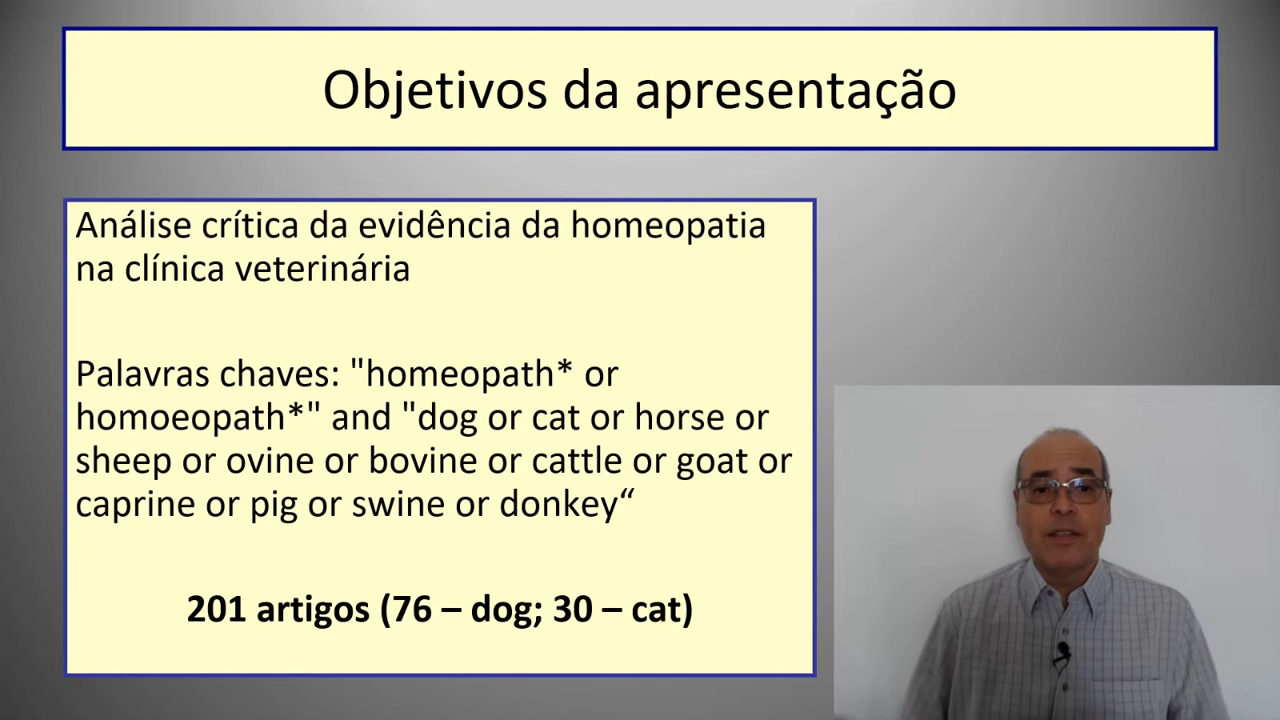 Objetivos da apresentação
Análise crítica da evidência da homeopatia
na clínica veterinária
Palavras chaves: "homeopath* or
homoeopath*" and "dog or cat or horse or
sheep or ovine or bovine or cattle or goat or
caprine or pig or swine or donkey“
201 artigos (76 – dog; 30 – cat)